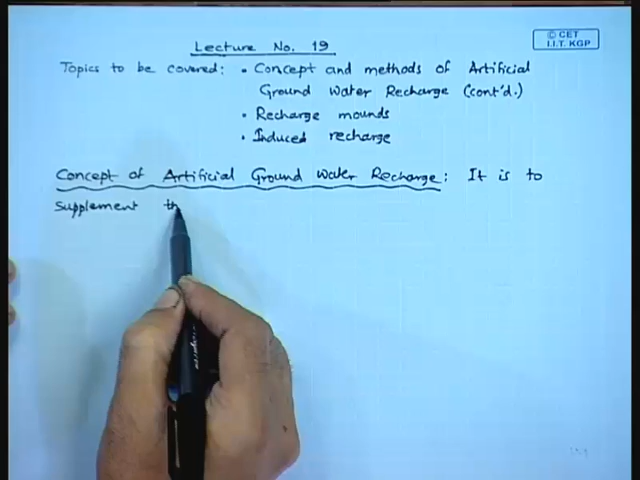 © CET
I.I.T. KGP
Lecture No. 19
Topics to be covered: • Concept and methods of Artificial
Ground Water Recharge (cont'd.)
• Recharge mounds
• Induced recharge
Concept of Artificial Ground Water Recharge: It is to
supplement th